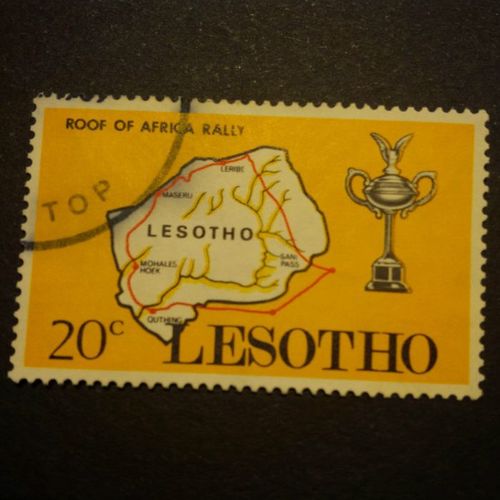 ROOF OF AFRICA RALLY
TOP
LERIBE
MASERU
LESOTHO
SANI
PASS
MOHALES
HOEK
QUTHING
20c
LESOTHO